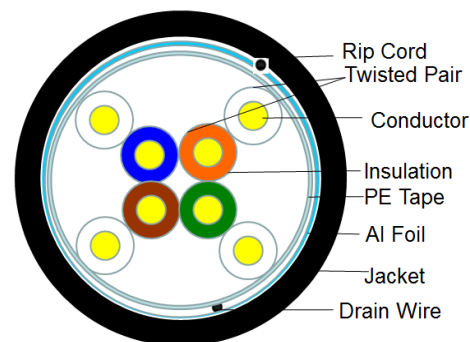 Rip Cord
Twisted Pair
Conductor
Insulation
PE Tape
Al Foil
Jacket
Drain Wire